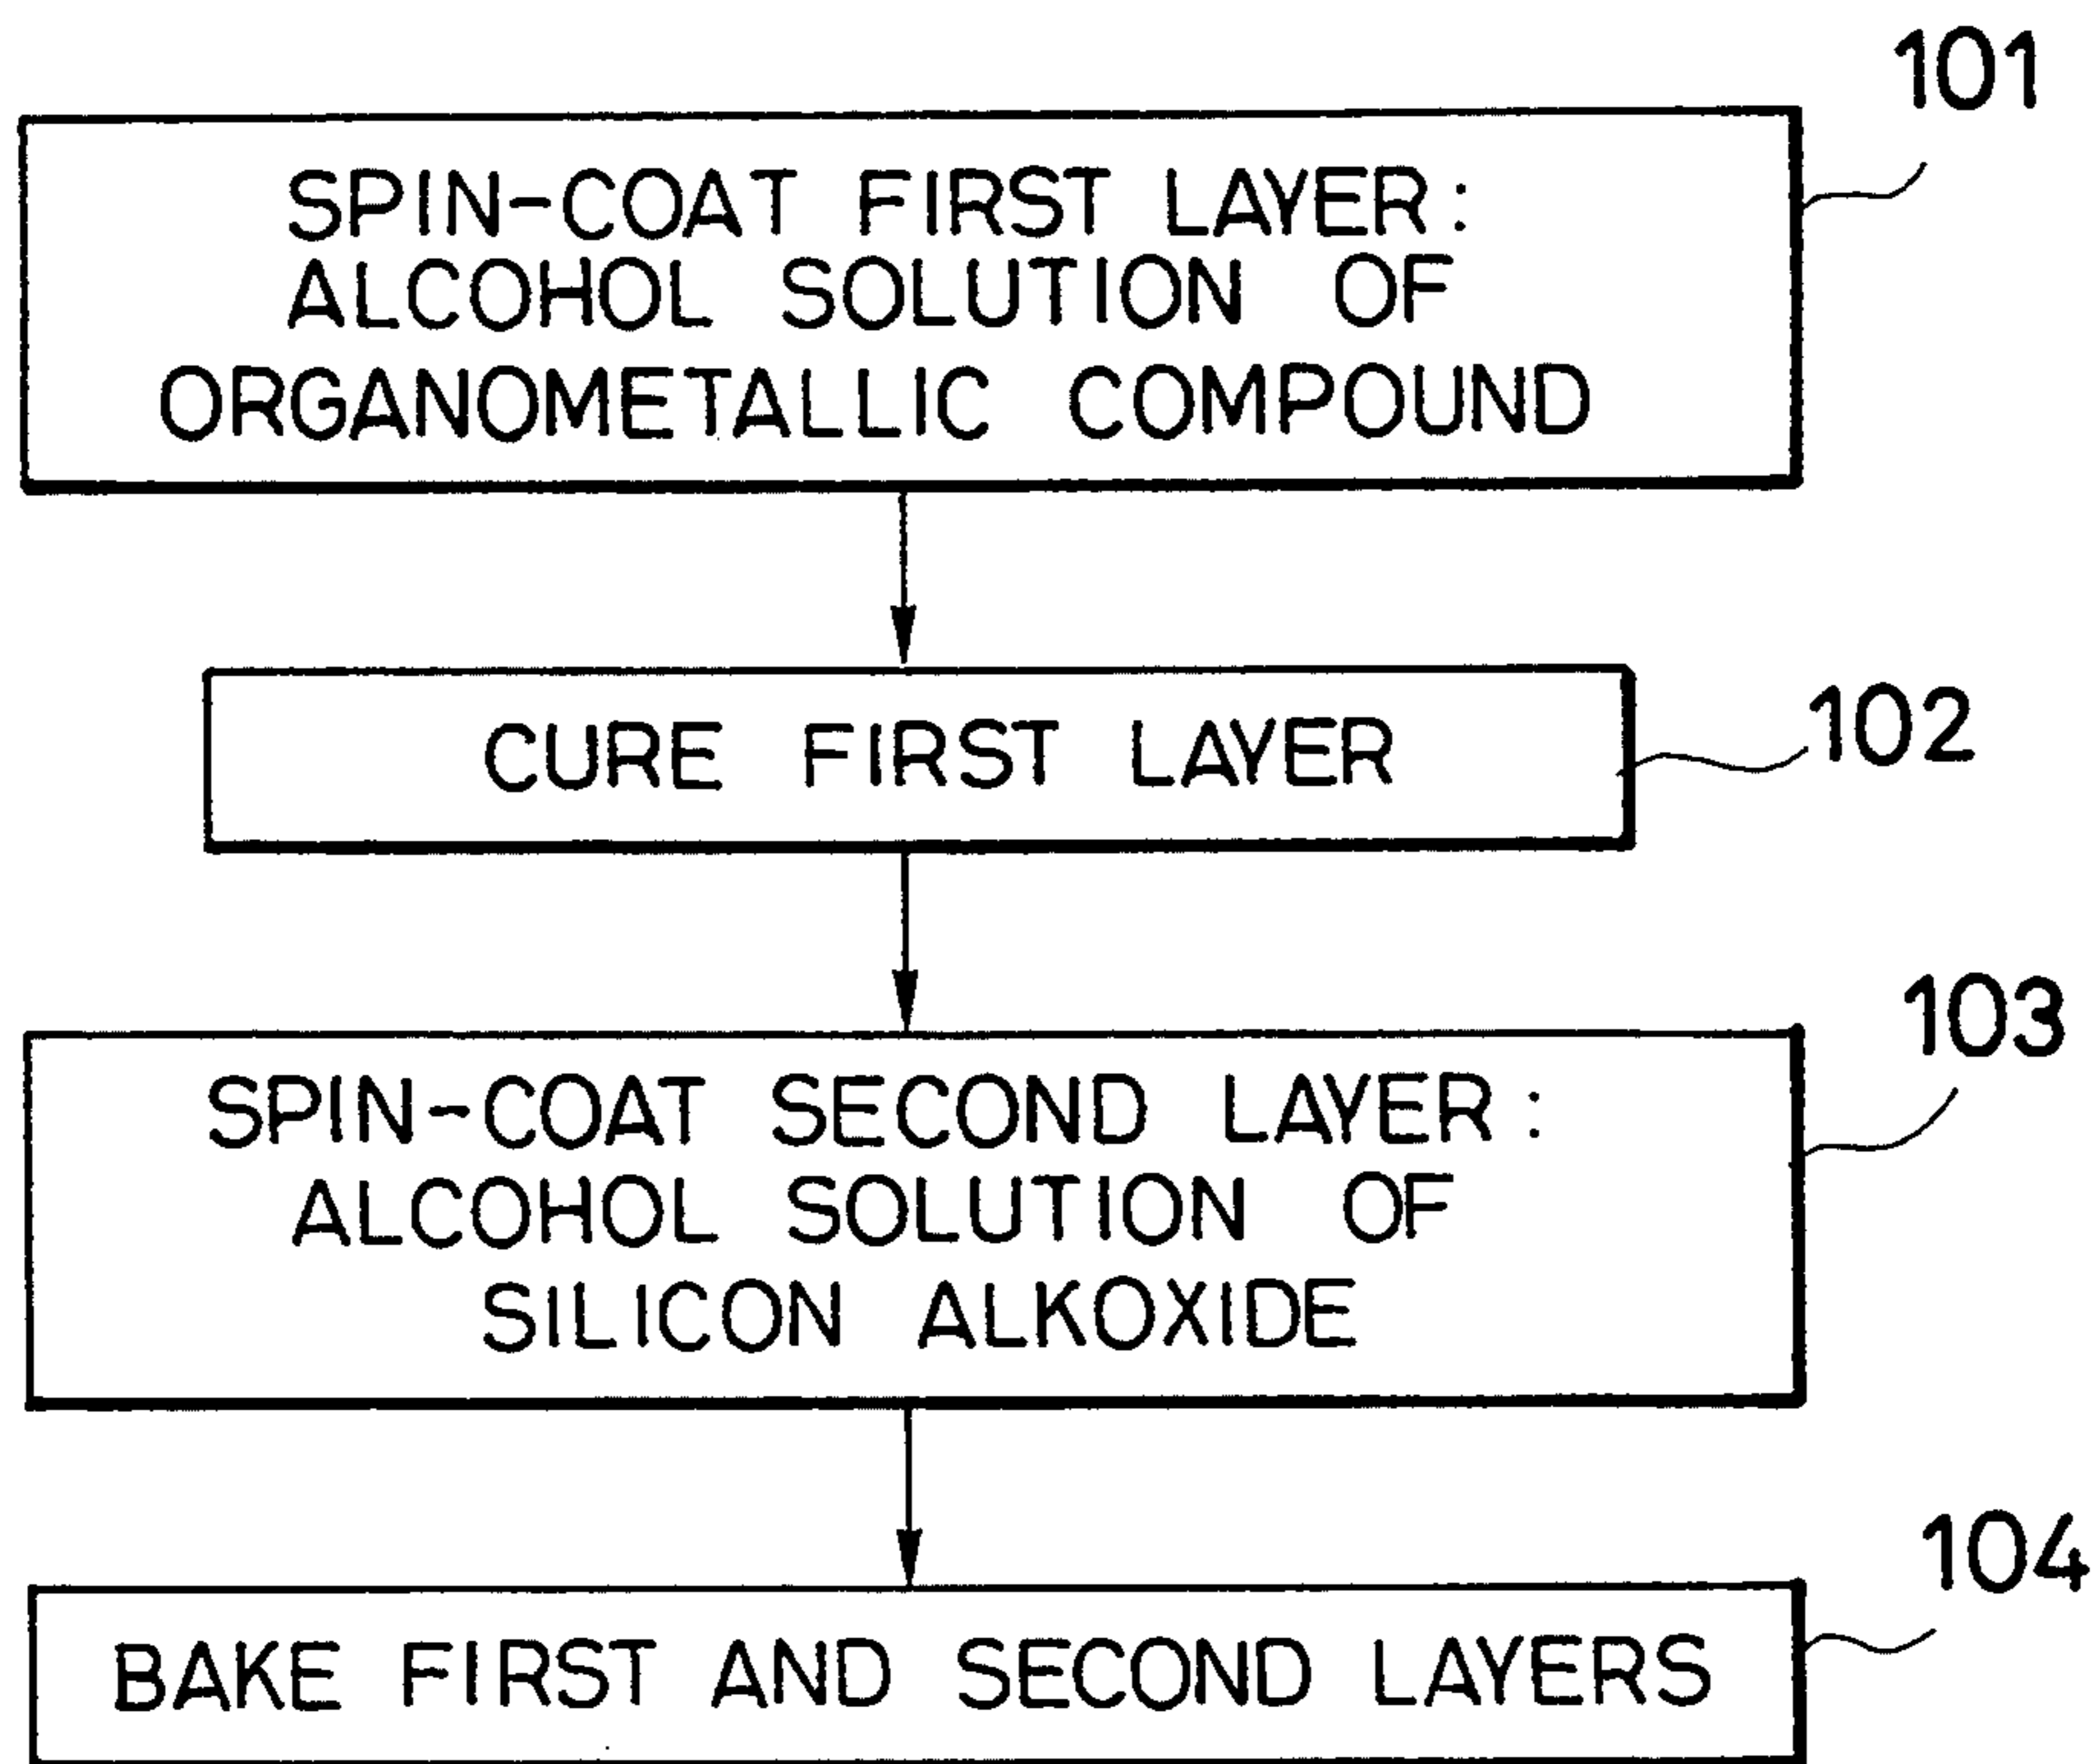 101
SPIN-COAT FIRST LAYER:
ALCOHOL SOLUTION OF
ORGANOMETALLIC COMPOUND
CURE FIRST LAYER
102
103
SPIN-COAT SECOND LAYER:
ALCOHOL SOLUTION OF
SILICON ALKOXIDE
104
BAKE FIRST AND SECOND LAYERS